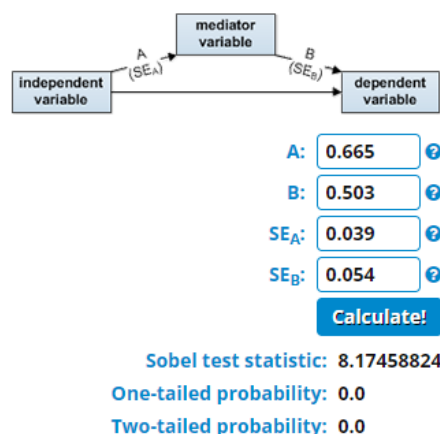 mediator
variable
A
(SEA)
B
(SEB)
independent
variable
dependent
variable
A: 0.665 ?
B: 0.503 ?
SEA: 0.039 ?
SEB: 0.054 ?
Calculate!
Sobel test statistic: 8.17458824
One-tailed probability: 0.0
Two-tailed probability: 0.0